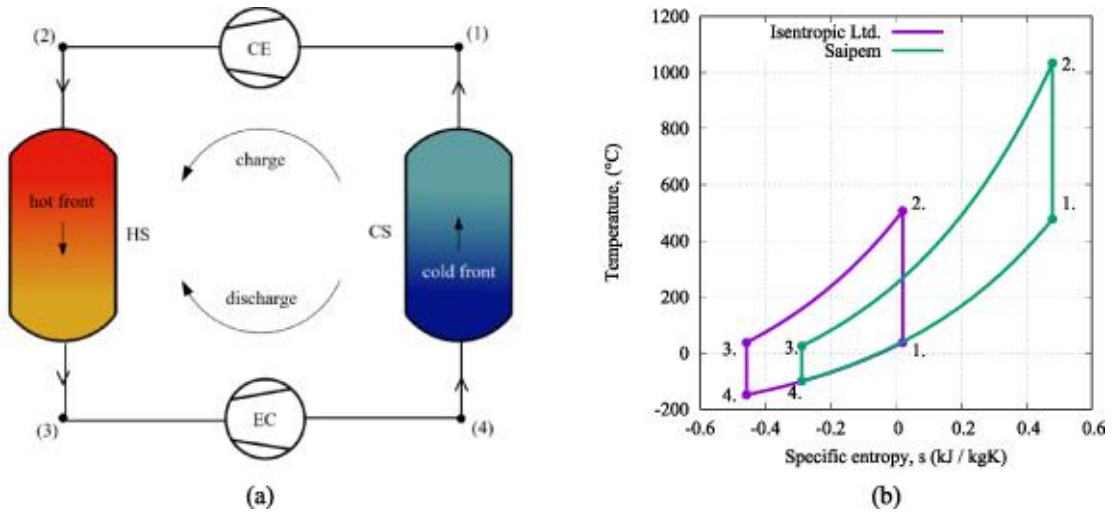 (2)
CE
(1)
hot front
HS
charge
discharge
CS
cold front
(3)
EC
(4)
(a)
Isentropic Ltd.
Saipem
1200
1000
800
600
400
200
0
-200
Temperature, (°C)
2.
1.
2.
3.
3.
1.
4.
4.
-0.6
-0.4
-0.2
0
0.2
0.4
0.6
Specific entropy, s (kJ / kgK)
(b)